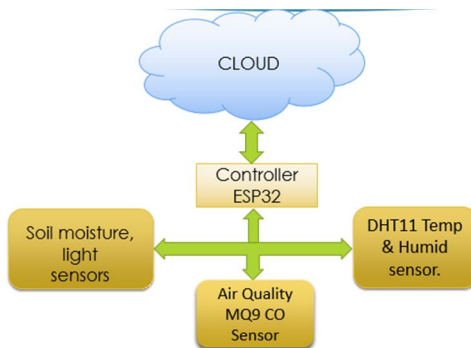 CLOUD
Controller
ESP32
Soil moisture,
light
sensors
DHT11 Temp
& Humid
sensor.
Air Quality
MQ9 CO
Sensor